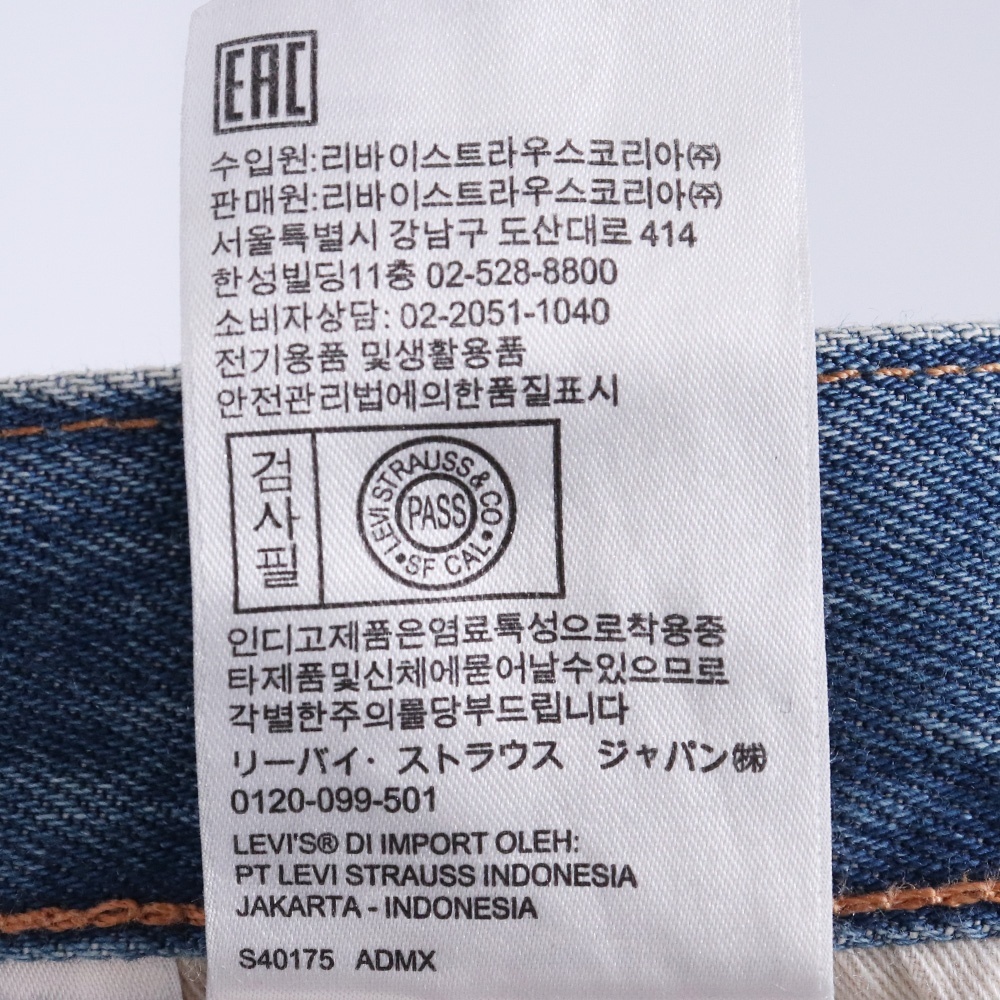 EAC
수입원:리바이스트라우스코리아㈜
판매원:리바이스트라우스코리아㈜
서울특별시 강남구 도산대로 414
한성빌딩11층 02-528-8800
소비자상담: 02-2051-1040
전기용품 및생활용품
안전관리법에의한품질표시
검사필
LEVI STRAUSS & CO • SF CAL •
PASS
인디고제품은염료특성으로착용중
타제품및신체에묻어날수있으므로
각별한주의를당부드립니다
リーバイ・ストラウス ジャパン㈱
0120-099-501
LEVI'S® DI IMPORT OLEH:
PT LEVI STRAUSS INDONESIA
JAKARTA - INDONESIA
S40175 ADMX